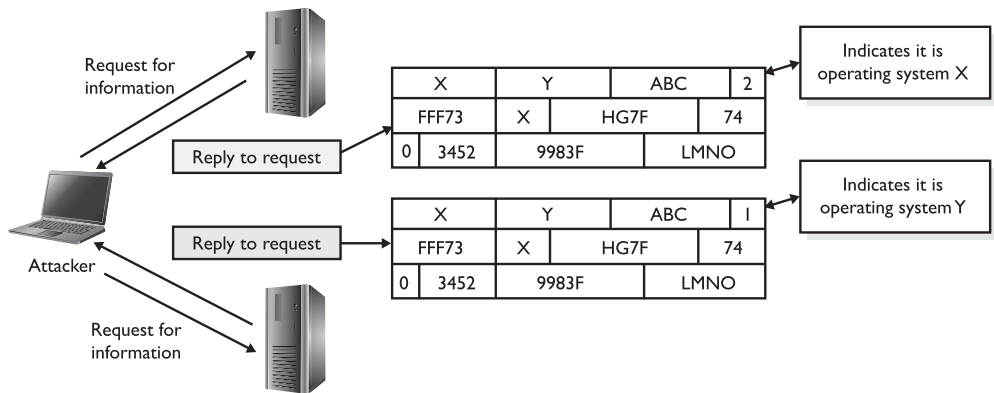 Request for
information
Reply to request
X Y ABC 2
FFF73 X HG7F 74
0 3452 9983F LMNO
Indicates it is
operating system X
Attacker
Reply to request
X Y ABC 1
FFF73 X HG7F 74
0 3452 9983F LMNO
Indicates it is
operating system Y
Request for
information